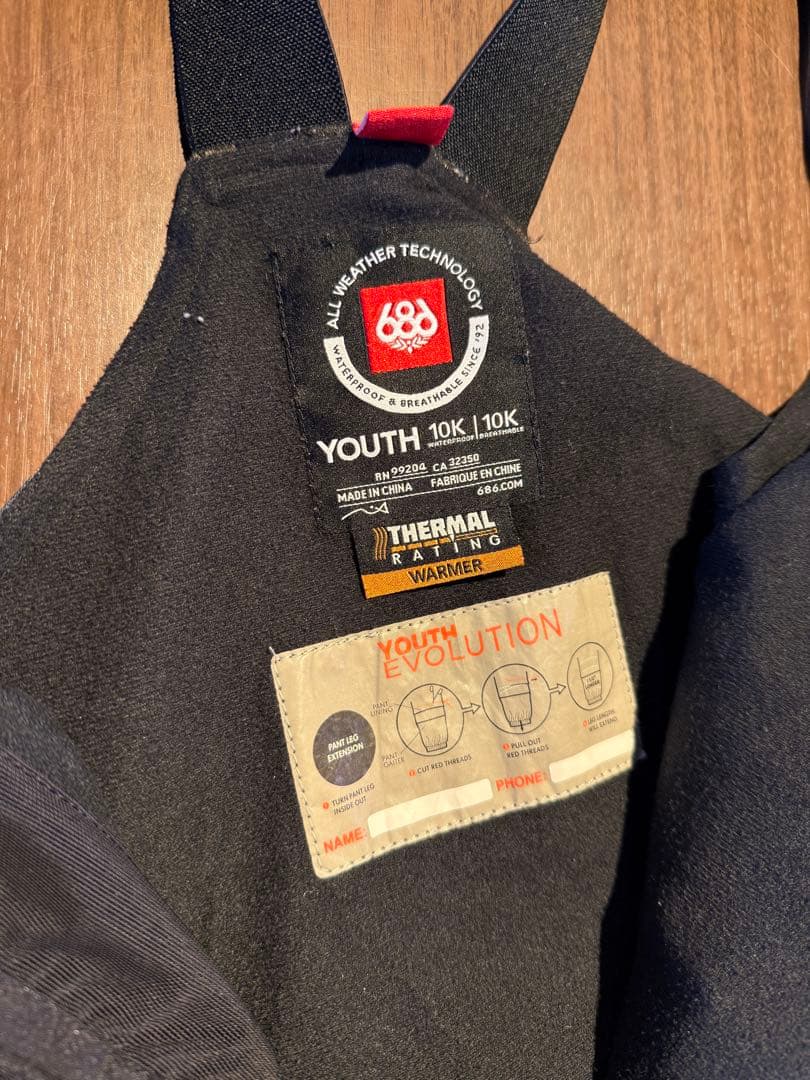 ALL WEATHER TECHNOLOGY
686
WATERPROOF & BREATHABLE SINCE '92
YOUTH 10K WATERPROOF | 10K BREATHABLE
RN 99204 CA 32350
MADE IN CHINA FABRIQUE EN CHINE
686.COM
THERMAL
RATING
WARMER
YOUTH
EVOLUTION
PANT LEG
EXTENSION
PANT
LINING
PANT
GAITER
1 TURN PANT LEG
INSIDE OUT
CUT RED THREADS
PULL OUT
RED THREADS
LEG LENGTH
WILL EXTEND
LONGER
NAME:
PHONE: